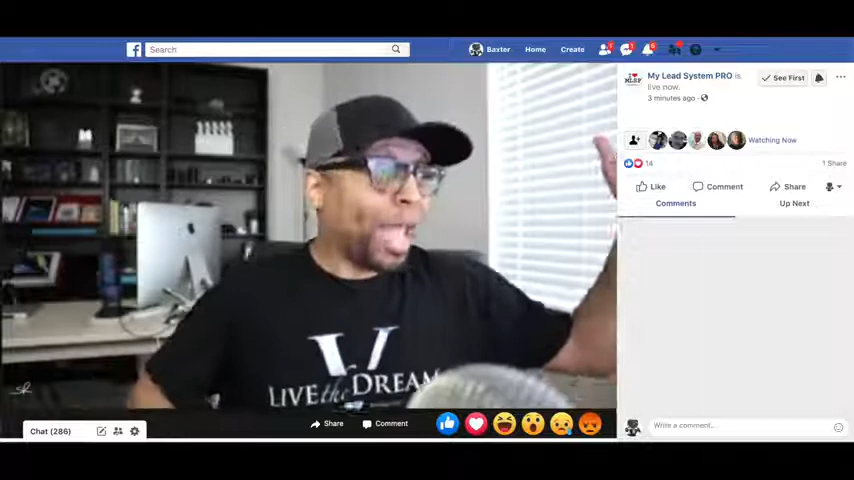 Search
Baxter
Home
Create
My Lead System PRO is
live now.
3 minutes ago
See First
Watching Now
14
1 Share
Like
Comment
Share
Comments
Up Next
V
LIVE the DREAM
Chat (286)
Share
Comment
Write a comment...